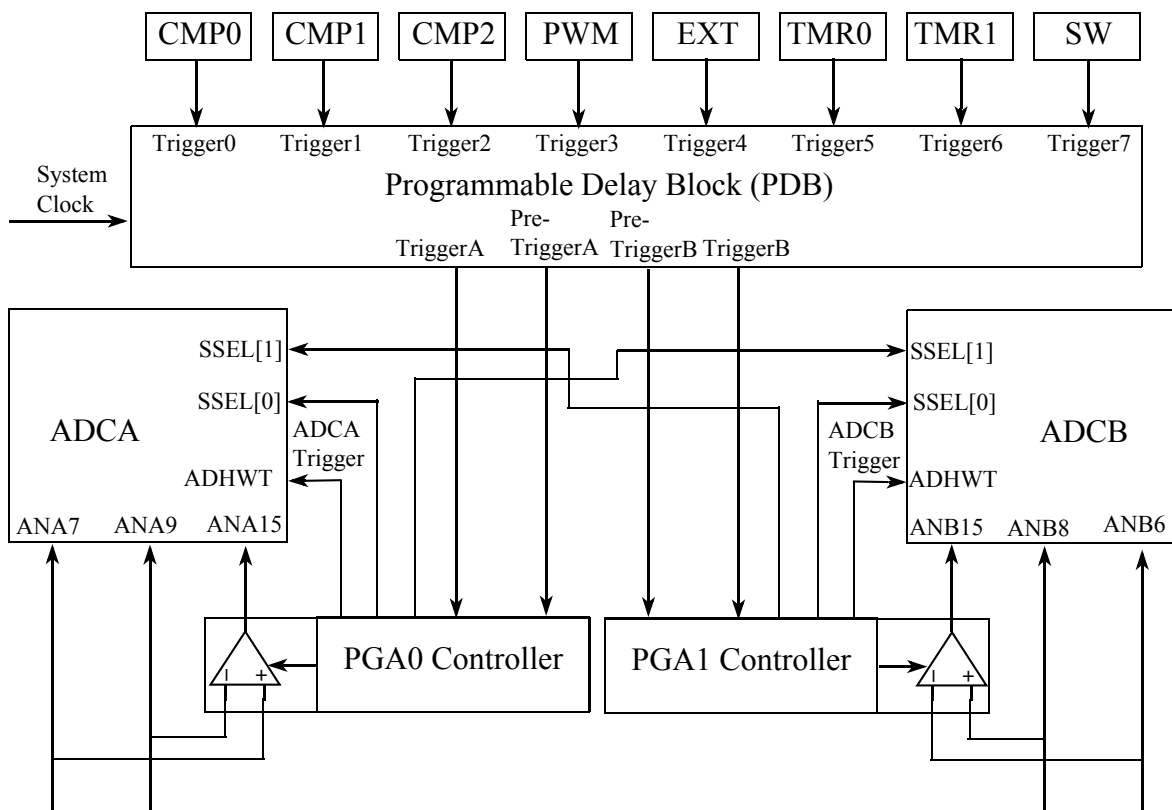 CMP0 CMP1 CMP2 PWM EXT TMR0 TMR1 SW
Trigger0 Trigger1 Trigger2 Trigger3 Trigger4 Trigger5 Trigger6 Trigger7
System
Clock
Programmable Delay Block (PDB)
TriggerA
Pre-
TriggerA
Pre-
TriggerB
TriggerB
SSEL[1]
SSEL[0]
ADCA
ADCA
Trigger
ADHWT
ANA7 ANA9 ANA15
SSEL[1]
SSEL[0]
ADCB
ADCB
Trigger
ADHWT
ANB15 ANB8 ANB6
PGA0 Controller
− +
PGA1 Controller
− +